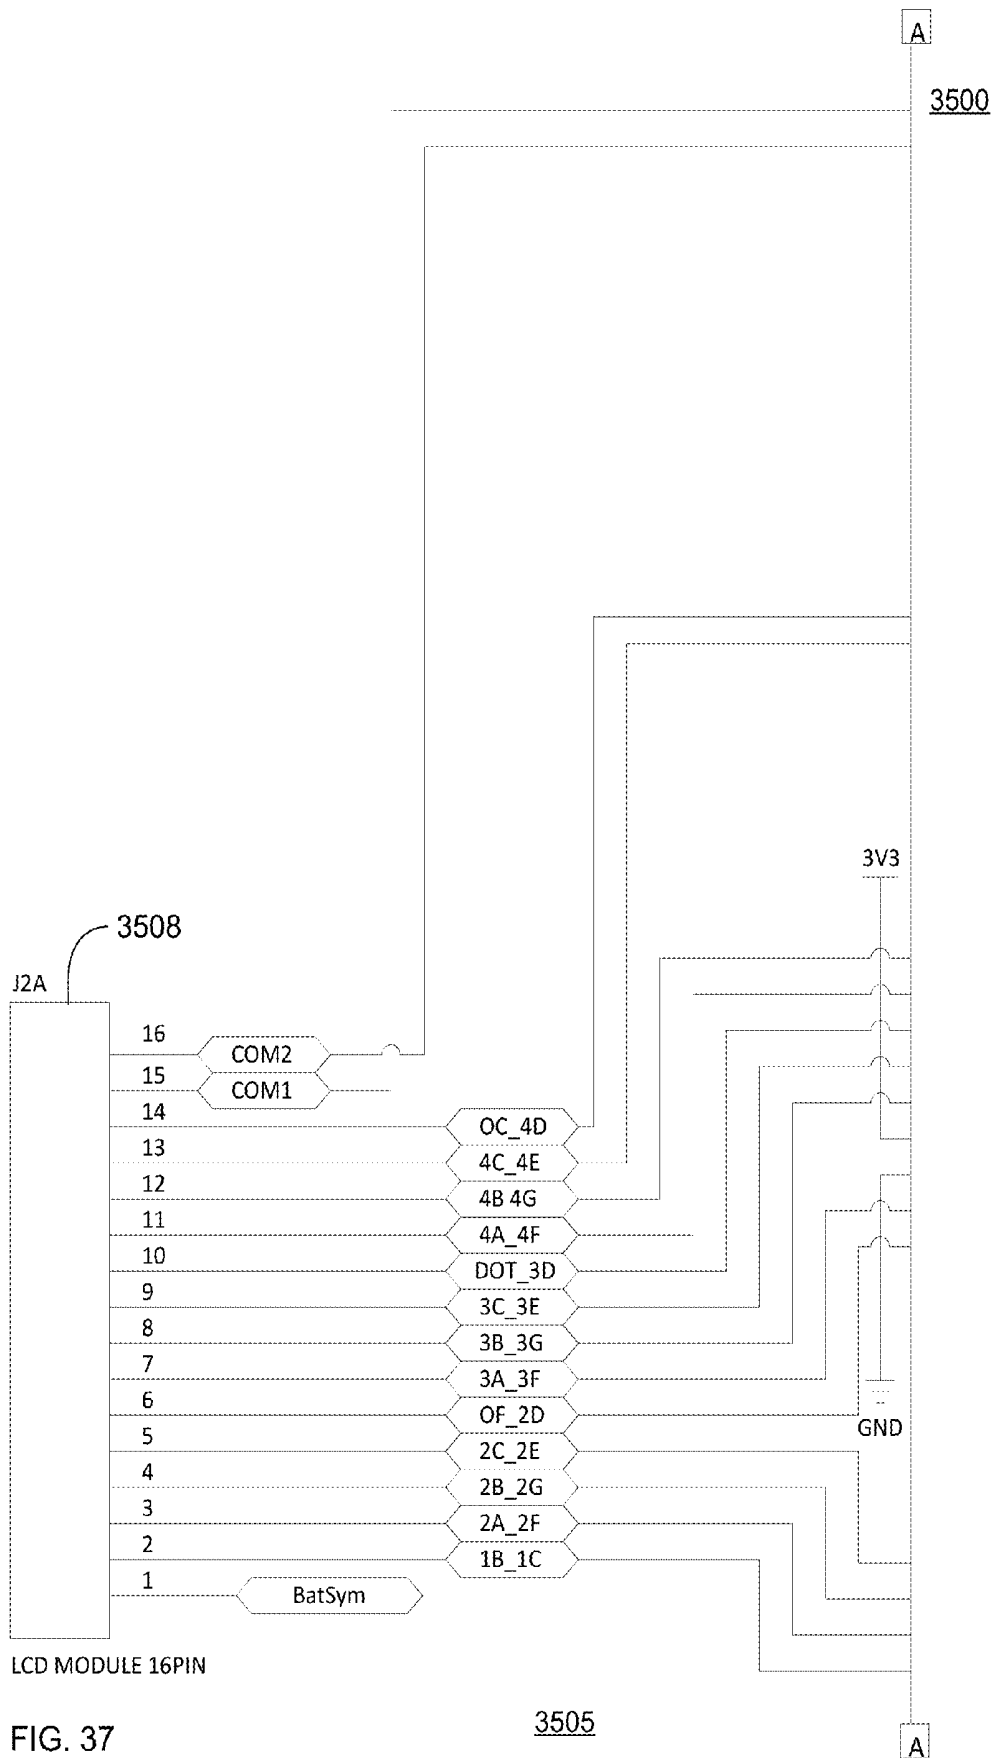 A
3500
3V3
3508
J2A
16
COM2
15
COM1
14
OC_4D
13
4C_4E
12
4B 4G
11
4A_4F
10
DOT_3D
9
3C_3E
8
3B_3G
7
3A_3F
6
OF_2D
GND
5
2C_2E
4
2B_2G
3
2A_2F
2
1B_1C
1
BatSym
LCD MODULE 16PIN
3505
FIG. 37
A